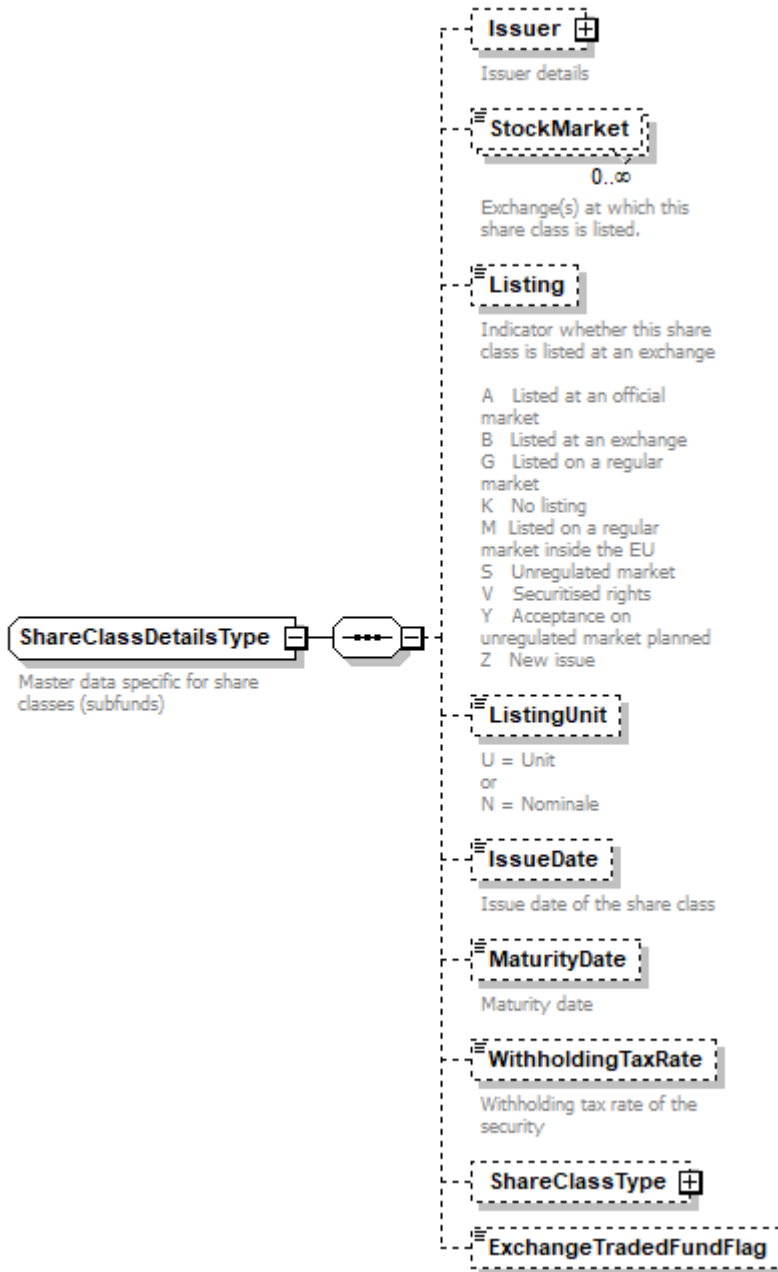 Issuer
Issuer details
StockMarket
0..∞
Exchange(s) at which this
share class is listed.
Listing
Indicator whether this share
class is listed at an exchange
A Listed at an official
market
B Listed at an exchange
G Listed on a regular
market
K No listing
M Listed on a regular
market inside the EU
S Unregulated market
V Securitised rights
Y Acceptance on
unregulated market planned
Z New issue
ShareClassDetailsType
Master data specific for share
classes (subfunds)
ListingUnit
U = Unit
or
N = Nominale
IssueDate
Issue date of the share class
MaturityDate
Maturity date
WithholdingTaxRate
Withholding tax rate of the
security
ShareClassType
ExchangeTradedFundFlag